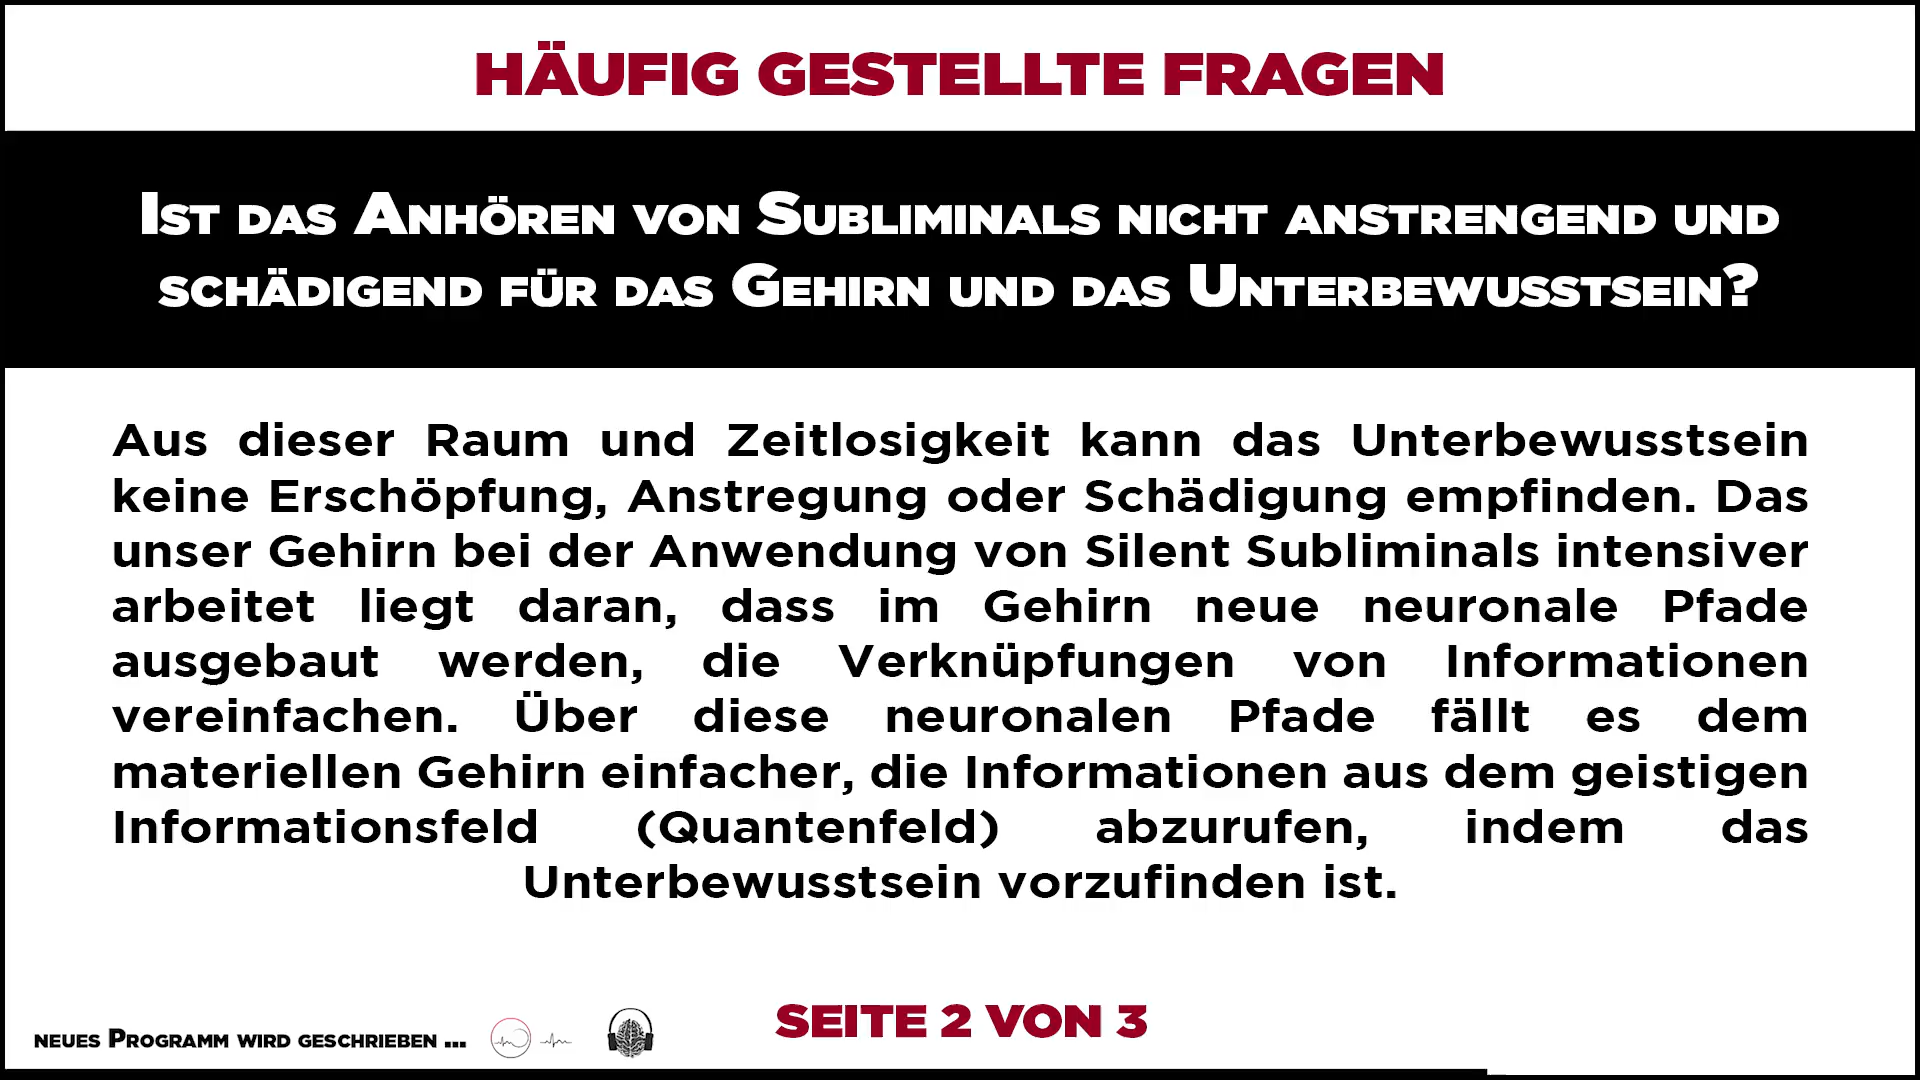 HÄUFIG GESTELLTE FRAGEN
Ist das Anhören von Subliminals nicht anstrengend und
schädigend für das Gehirn und das Unterbewusstsein?
Aus dieser Raum und Zeitlosigkeit kann das Unterbewusstsein
keine Erschöpfung, Anstregung oder Schädigung empfinden. Das
unser Gehirn bei der Anwendung von Silent Subliminals intensiver
arbeitet liegt daran, dass im Gehirn neue neuronale Pfade
ausgebaut werden, die Verknüpfungen von Informationen
vereinfachen. Über diese neuronalen Pfade fällt es dem
materiellen Gehirn einfacher, die Informationen aus dem geistigen
Informationsfeld (Quantenfeld) abzurufen, indem das
Unterbewusstsein vorzufinden ist.
SEITE 2 VON 3
neues Programm wird geschrieben ...